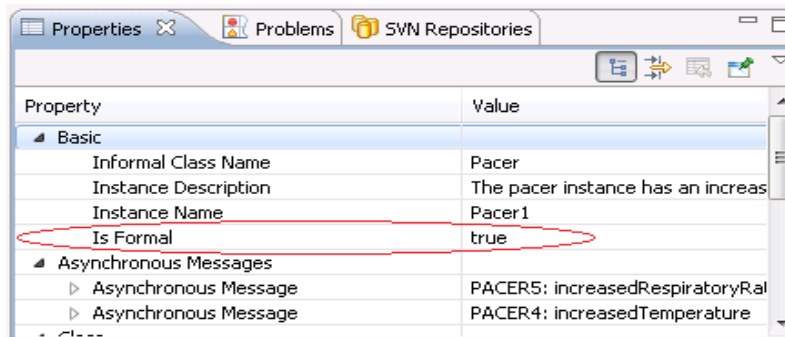 Properties Problems SVN Repositories
Property Value
Basic
Informal Class Name Pacer
Instance Description The pacer instance has an increas
Instance Name Pacer1
Is Formal true
Asynchronous Messages
Asynchronous Message PACER5: increasedRespiratoryRa
Asynchronous Message PACER4: increasedTemperature